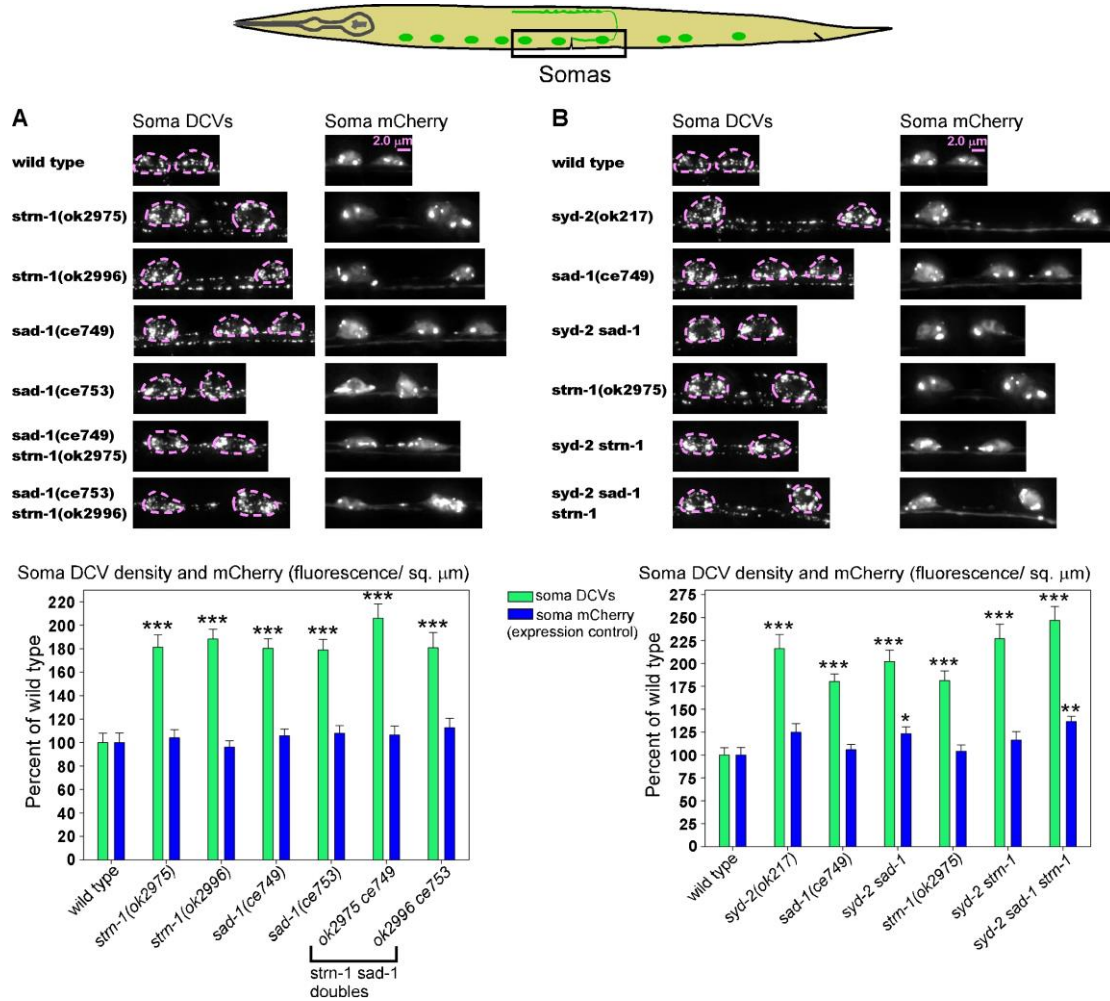 Somas
A
Soma DCVs
Soma mCherry
wild type
2.0 μm
strn-1(ok2975)
strn-1(ok2996)
sad-1(ce749)
sad-1(ce753)
sad-1(ce749)
strn-1(ok2975)
sad-1(ce753)
strn-1(ok2996)
Soma DCV density and mCherry (fluorescence/ sq. μm)
Percent of wild type
220
200
180
160
140
120
100
80
60
40
20
0
***
***
***
***
***
***
wild type
strn-1(ok2975)
strn-1(ok2996)
sad-1(ce749)
sad-1(ce753)
ok2975 ce749
ok2996 ce753
strn-1 sad-1
doubles
soma DCVs
soma mCherry
(expression control)
B
Soma DCVs
Soma mCherry
wild type
2.0 μm
syd-2(ok217)
sad-1(ce749)
syd-2 sad-1
strn-1(ok2975)
syd-2 strn-1
syd-2 sad-1
strn-1
Soma DCV density and mCherry (fluorescence/ sq. μm)
Percent of wild type
275
250
225
200
175
150
125
100
75
50
25
0
***
***
***
*
***
***
***
**
wild type
syd-2(ok217)
sad-1(ce749)
syd-2 sad-1
strn-1(ok2975)
syd-2 strn-1
syd-2 sad-1 strn-1